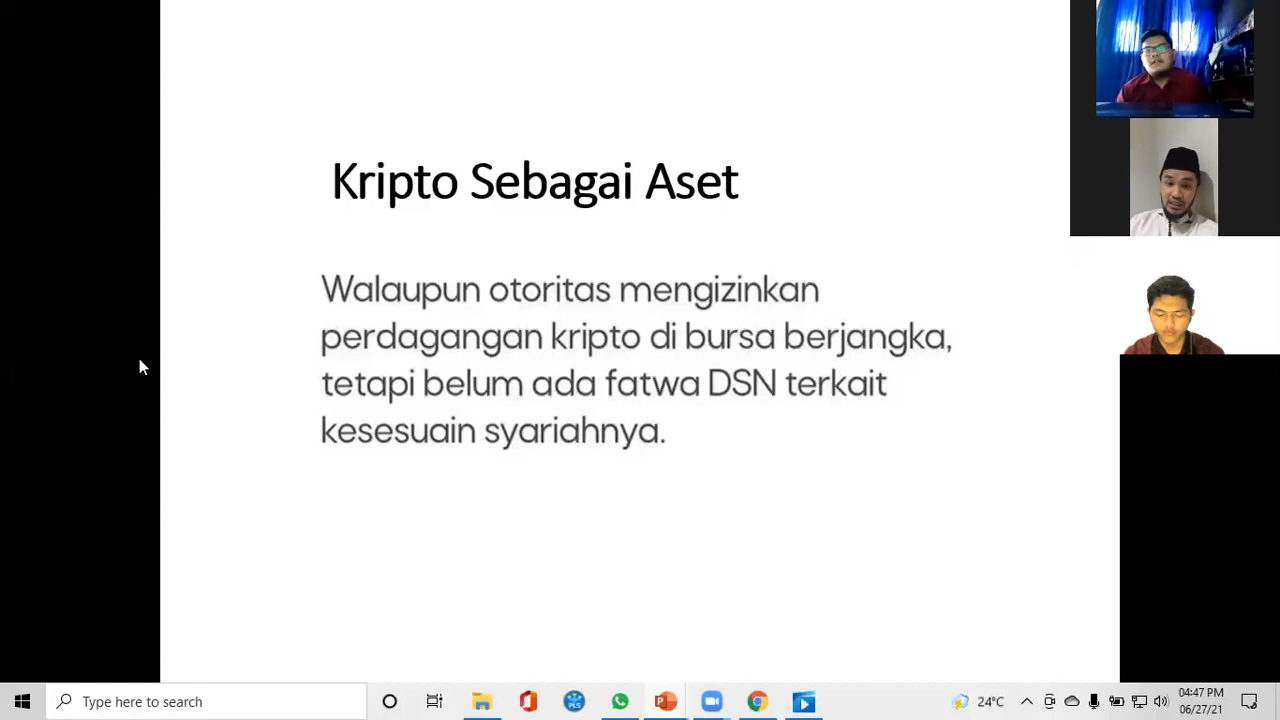 Kripto Sebagai Aset
Walaupun otoritas mengizinkan
perdagangan kripto di bursa berjangka,
tetapi belum ada fatwa DSN terkait
kesesuain syariahnya.
Type here to search
PLS
24°C
04:47 PM
06/27/21